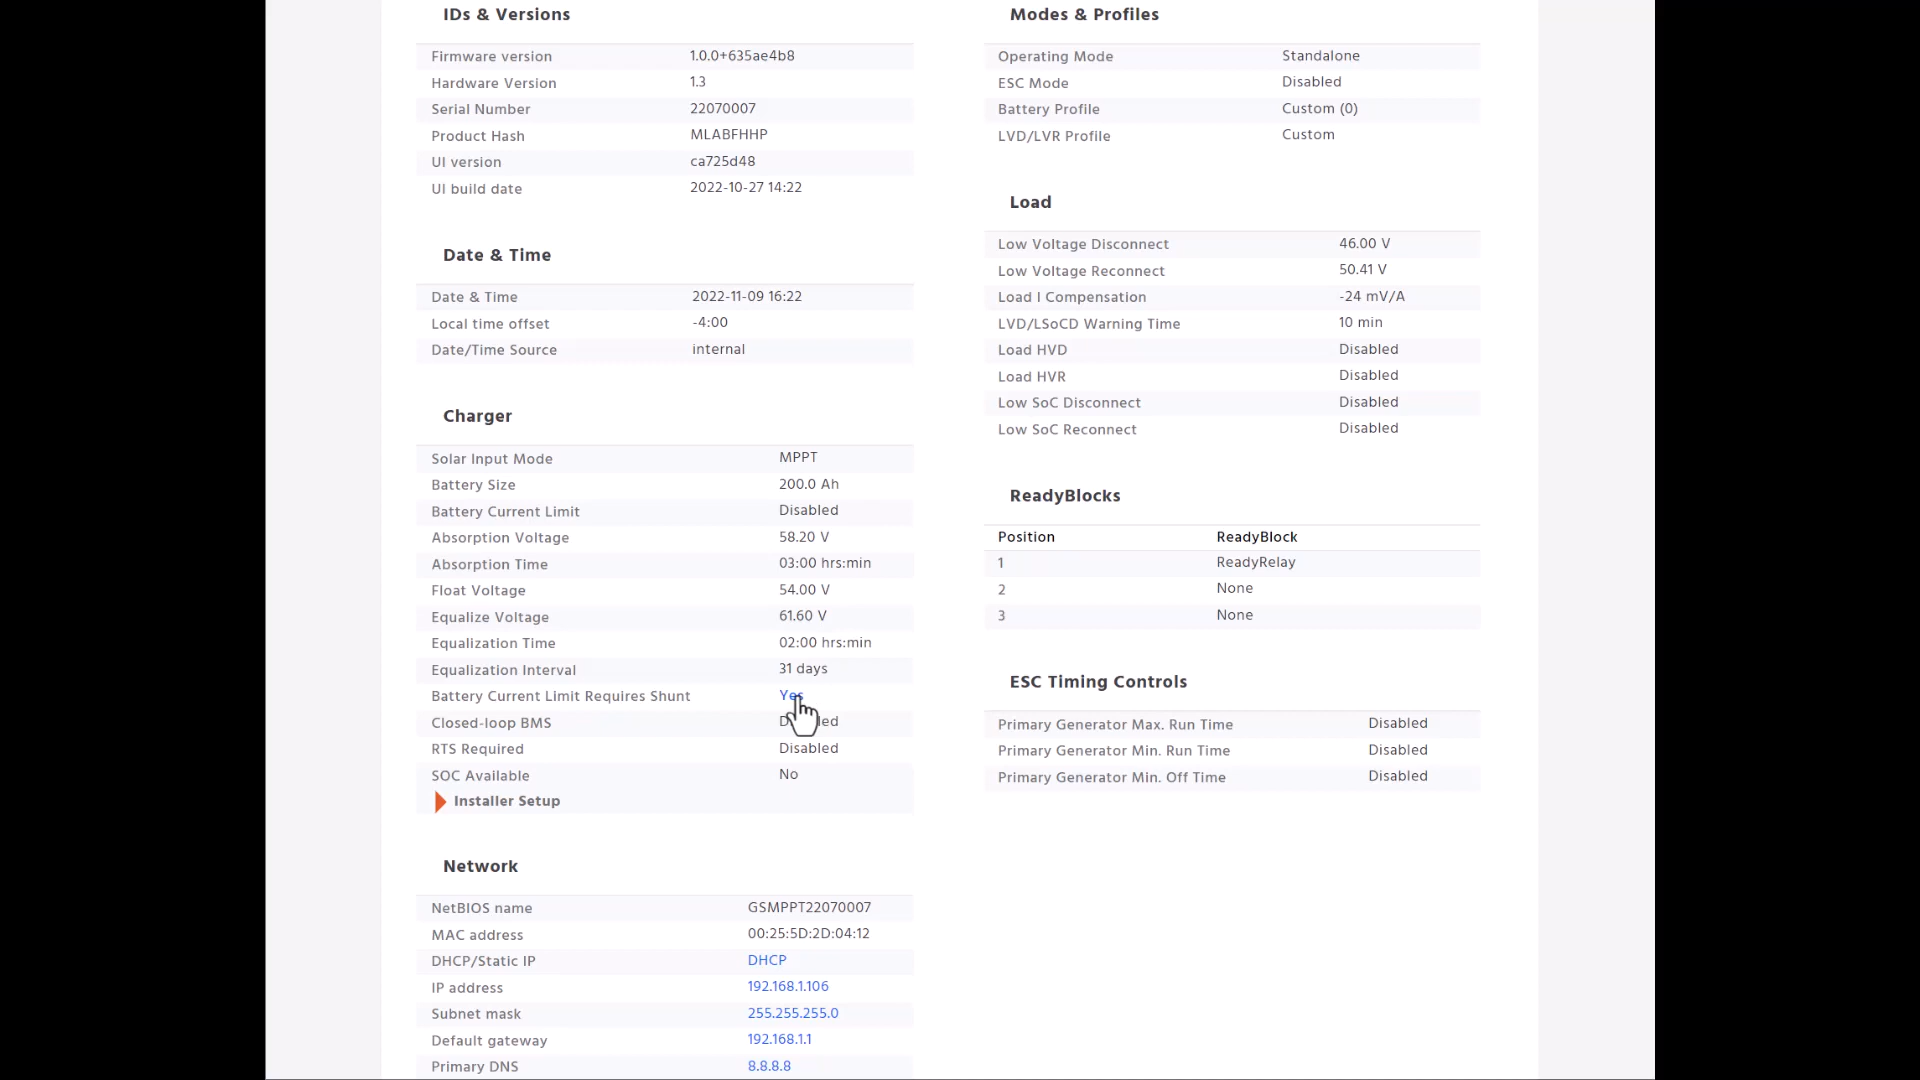 IDs & Versions
Firmware version 1.0.0+635ae4b8
Hardware Version 1.3
Serial Number 22070007
Product Hash MLABFHHP
UI version ca725d48
UI build date 2022-10-27 14:22
Date & Time
Date & Time 2022-11-09 16:22
Local time offset -4:00
Date/Time Source internal
Charger
Solar Input Mode MPPT
Battery Size 200.0 Ah
Battery Current Limit Disabled
Absorption Voltage 58.20 V
Absorption Time 03:00 hrs:min
Float Voltage 54.00 V
Equalize Voltage 61.60 V
Equalization Time 02:00 hrs:min
Equalization Interval 31 days
Battery Current Limit Requires Shunt Yes
Closed-loop BMS Disabled
RTS Required Disabled
SOC Available No
Installer Setup
Network
NetBIOS name GSMPPT22070007
MAC address 00:25:5D:2D:04:12
DHCP/Static IP DHCP
IP address 192.168.1.106
Subnet mask 255.255.255.0
Default gateway 192.168.1.1
Primary DNS 8.8.8.8
Modes & Profiles
Operating Mode Standalone
ESC Mode Disabled
Battery Profile Custom (0)
LVD/LVR Profile Custom
Load
Low Voltage Disconnect 46.00 V
Low Voltage Reconnect 50.41 V
Load I Compensation -24 mV/A
LVD/LSoCD Warning Time 10 min
Load HVD Disabled
Load HVR Disabled
Low SoC Disconnect Disabled
Low SoC Reconnect Disabled
ReadyBlocks
Position ReadyBlock
1 ReadyRelay
2 None
3 None
ESC Timing Controls
Primary Generator Max. Run Time Disabled
Primary Generator Min. Run Time Disabled
Primary Generator Min. Off Time Disabled